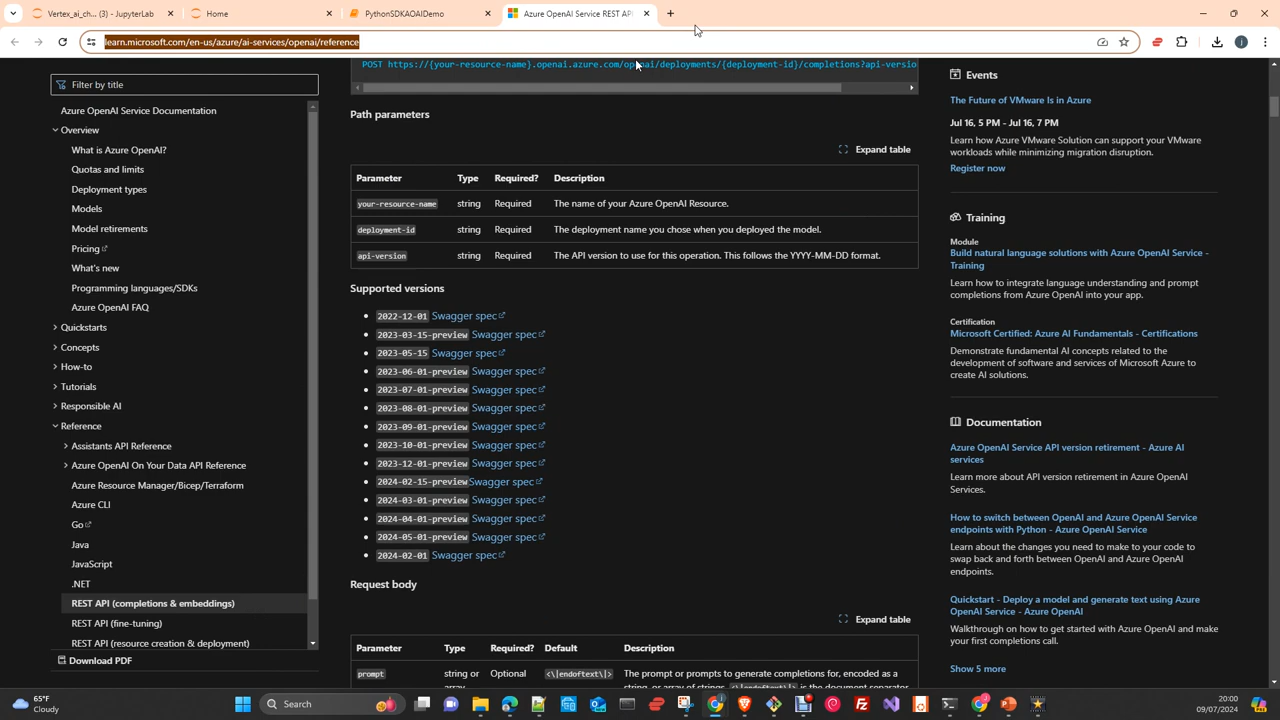 Vertex_ai_ch... (3) - JupyterLab
Home
PythonSDKAOAIDemo
Azure OpenAI Service REST API
learn.microsoft.com/en-us/azure/ai-services/openai/reference
Filter by title
Azure OpenAI Service Documentation
Overview
What is Azure OpenAI?
Quotas and limits
Deployment types
Models
Model retirements
Pricing
What's new
Programming languages/SDKs
Azure OpenAI FAQ
Quickstarts
Concepts
How-to
Tutorials
Responsible AI
Reference
Assistants API Reference
Azure OpenAI On Your Data API Reference
Azure Resource Manager/Bicep/Terraform
Azure CLI
Go
Java
JavaScript
.NET
REST API (completions & embeddings)
REST API (fine-tuning)
REST API (resource creation & deployment)
Download PDF
POST https://{your-resource-name}.openai.azure.com/openai/deployments/{deployment-id}/completions?api-version
Path parameters
Expand table
Parameter Type Required? Description
your-resource-name string Required The name of your Azure OpenAI Resource.
deployment-id string Required The deployment name you chose when you deployed the model.
api-version string Required The API version to use for this operation. This follows the YYYY-MM-DD format.
Supported versions
2022-12-01 Swagger spec
2023-03-15-preview Swagger spec
2023-05-15 Swagger spec
2023-06-01-preview Swagger spec
2023-07-01-preview Swagger spec
2023-08-01-preview Swagger spec
2023-09-01-preview Swagger spec
2023-10-01-preview Swagger spec
2023-12-01-preview Swagger spec
2024-02-15-preview Swagger spec
2024-03-01-preview Swagger spec
2024-04-01-preview Swagger spec
2024-05-01-preview Swagger spec
2024-02-01 Swagger spec
Request body
Expand table
Parameter Type Required? Default Description
prompt string or Optional <\|endoftext\|> The prompt or prompts to generate completions for, encoded as a
array string, or array of strings. <\|endoftext\|> is the document separator
Events
The Future of VMware Is in Azure
Jul 16, 5 PM - Jul 16, 7 PM
Learn how Azure VMware Solution can support your VMware
workloads while minimizing migration disruption.
Register now
Training
Module
Build natural language solutions with Azure OpenAI Service -
Training
Learn how to integrate language understanding and prompt
completions from Azure OpenAI into your app.
Certification
Microsoft Certified: Azure AI Fundamentals - Certifications
Demonstrate fundamental AI concepts related to the
development of software and services of Microsoft Azure to
create AI solutions.
Documentation
Azure OpenAI Service API version retirement - Azure AI
services
Learn more about API version retirement in Azure OpenAI
Services.
How to switch between OpenAI and Azure OpenAI Service
endpoints with Python - Azure OpenAI Service
Learn about the changes you need to make to your code to
swap back and forth between OpenAI and Azure OpenAI
endpoints.
Quickstart - Deploy a model and generate text using Azure
OpenAI Service - Azure OpenAI
Walkthrough on how to get started with Azure OpenAI and make
your first completions call.
Show 5 more
65°F
Cloudy
Search
20:00
09/07/2024